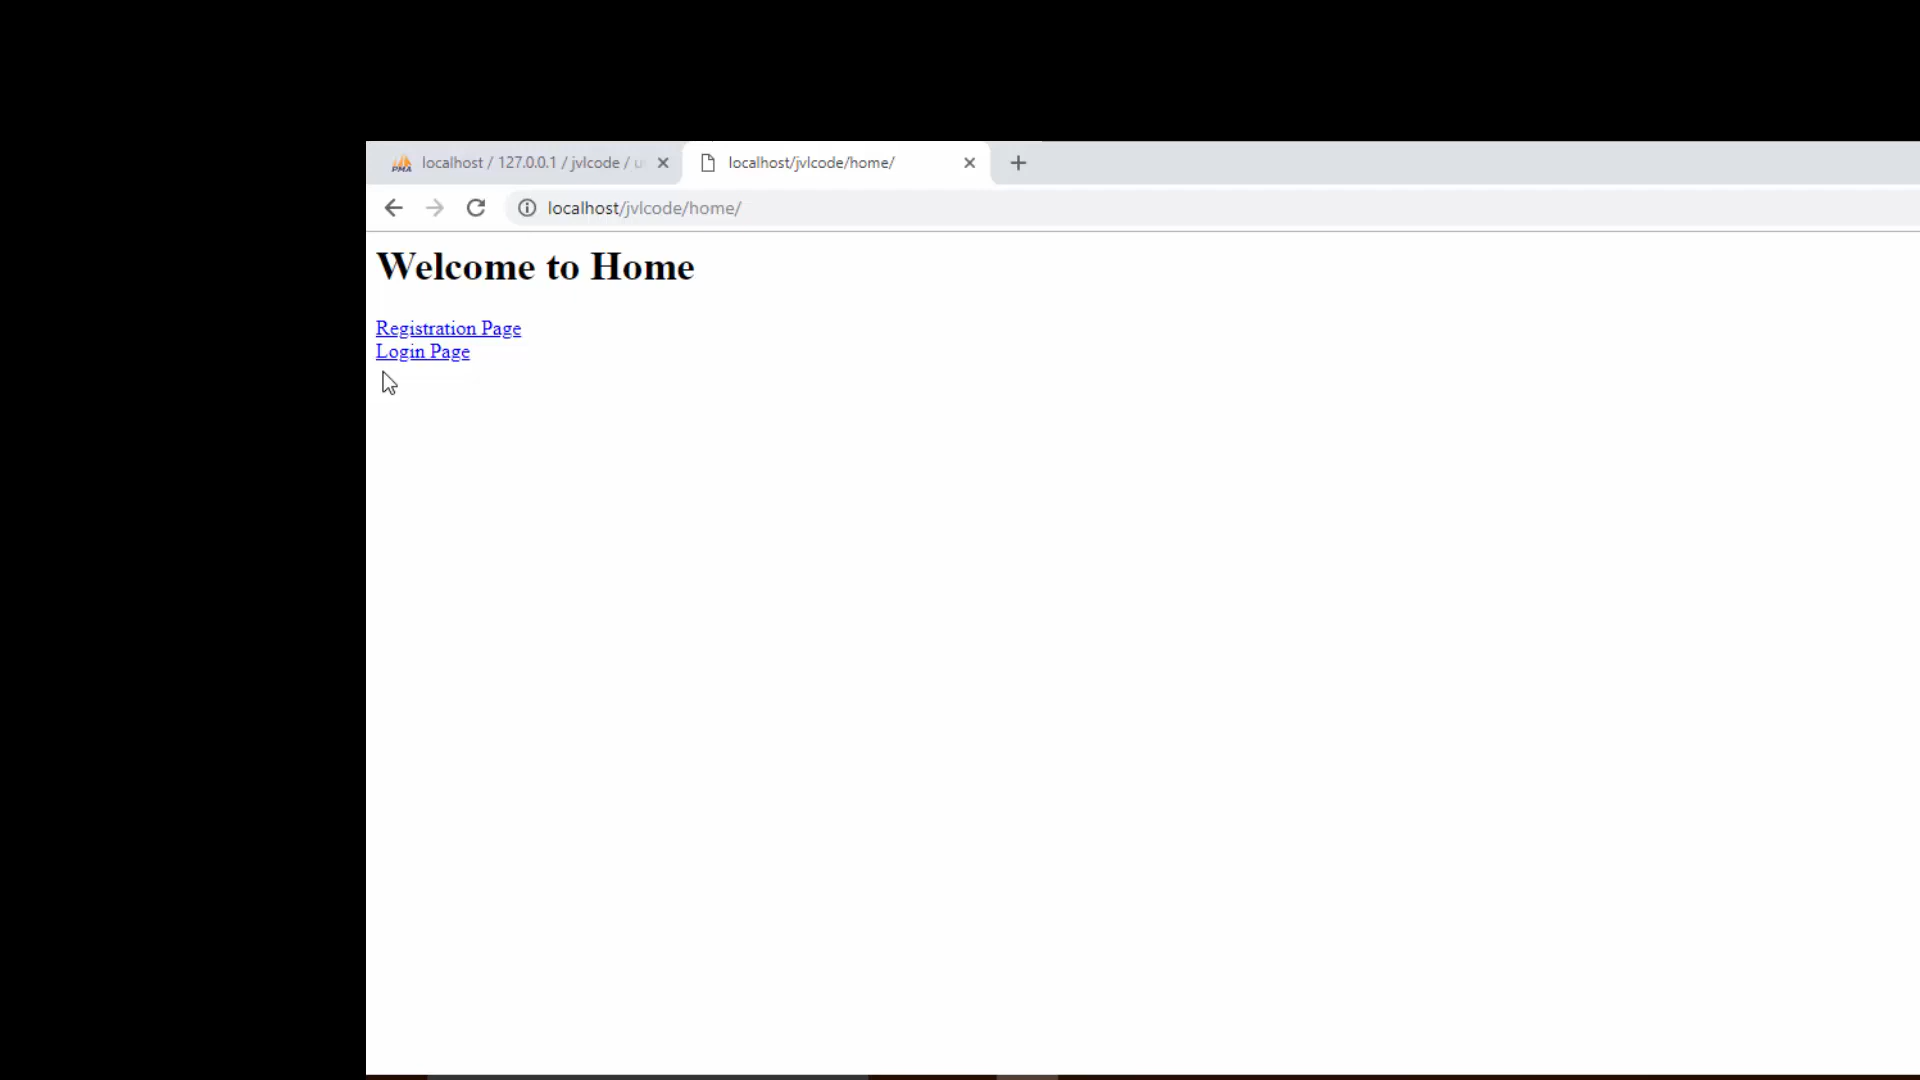 localhost / 127.0.0.1 / jvlcode /
localhost/jvlcode/home/
localhost/jvlcode/home/
Welcome to Home
Registration Page
Login Page
PMA